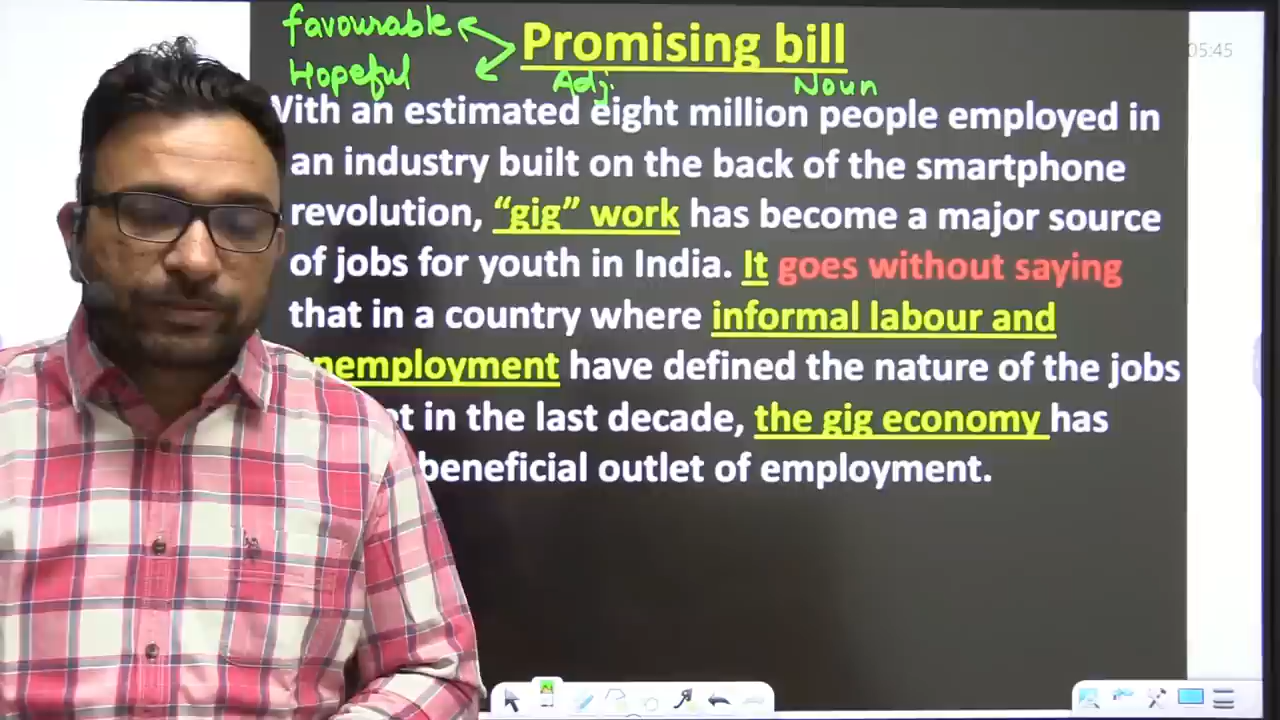 favourable
Promising bill
05:45
Hopeful
Adj.
Noun
With an estimated eight million people employed in
an industry built on the back of the smartphone
revolution, “gig” work has become a major source
of jobs for youth in India. It goes without saying
that in a country where informal labour and
nemployment have defined the nature of the jobs
et in the last decade, the gig economy has
beneficial outlet of employment.